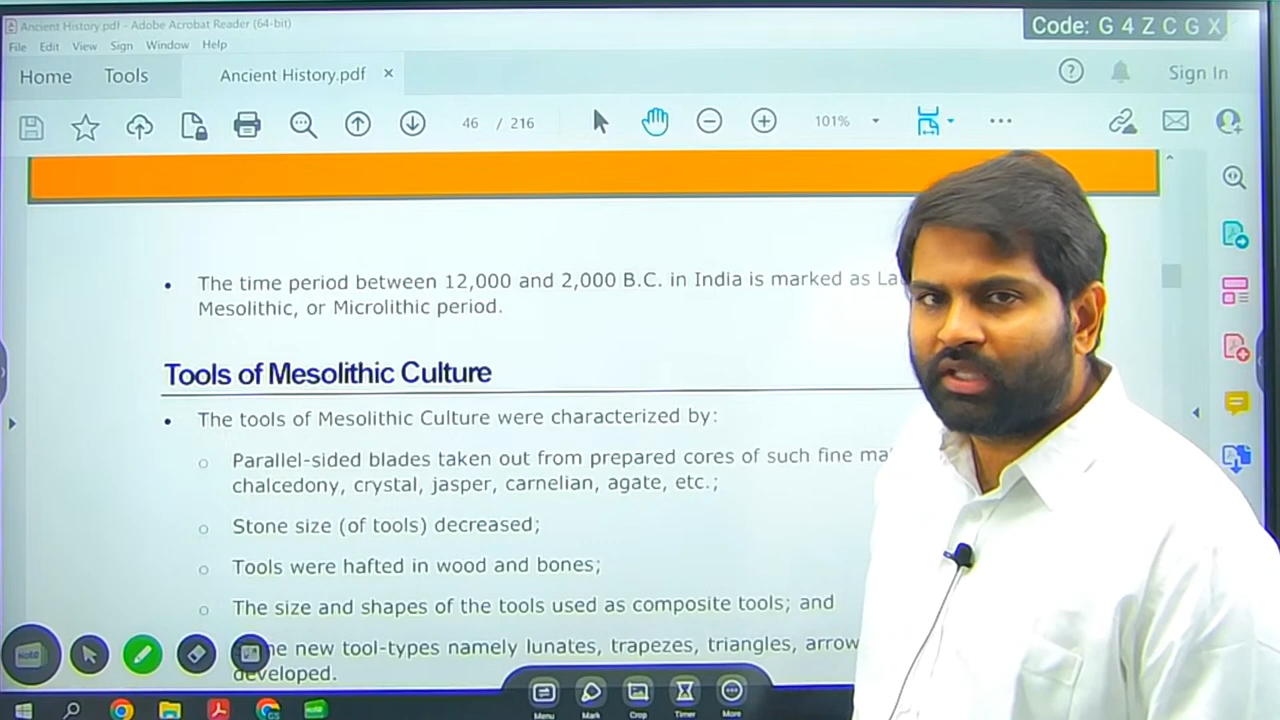 Ancient History.pdf - Adobe Acrobat Reader (64-bit)
Code: G 4 Z C G X
File Edit View Sign Window Help
Home Tools Ancient History.pdf × Sign In
46 / 216 101%
• The time period between 12,000 and 2,000 B.C. in India is marked as La
Mesolithic, or Microlithic period.
Tools of Mesolithic Culture
• The tools of Mesolithic Culture were characterized by:
o Parallel-sided blades taken out from prepared cores of such fine ma
chalcedony, crystal, jasper, carnelian, agate, etc.;
o Stone size (of tools) decreased;
o Tools were hafted in wood and bones;
o The size and shapes of the tools used as composite tools; and
he new tool-types namely lunates, trapezes, triangles, arrow
developed.
Note
Menu Mark Crop Timer More